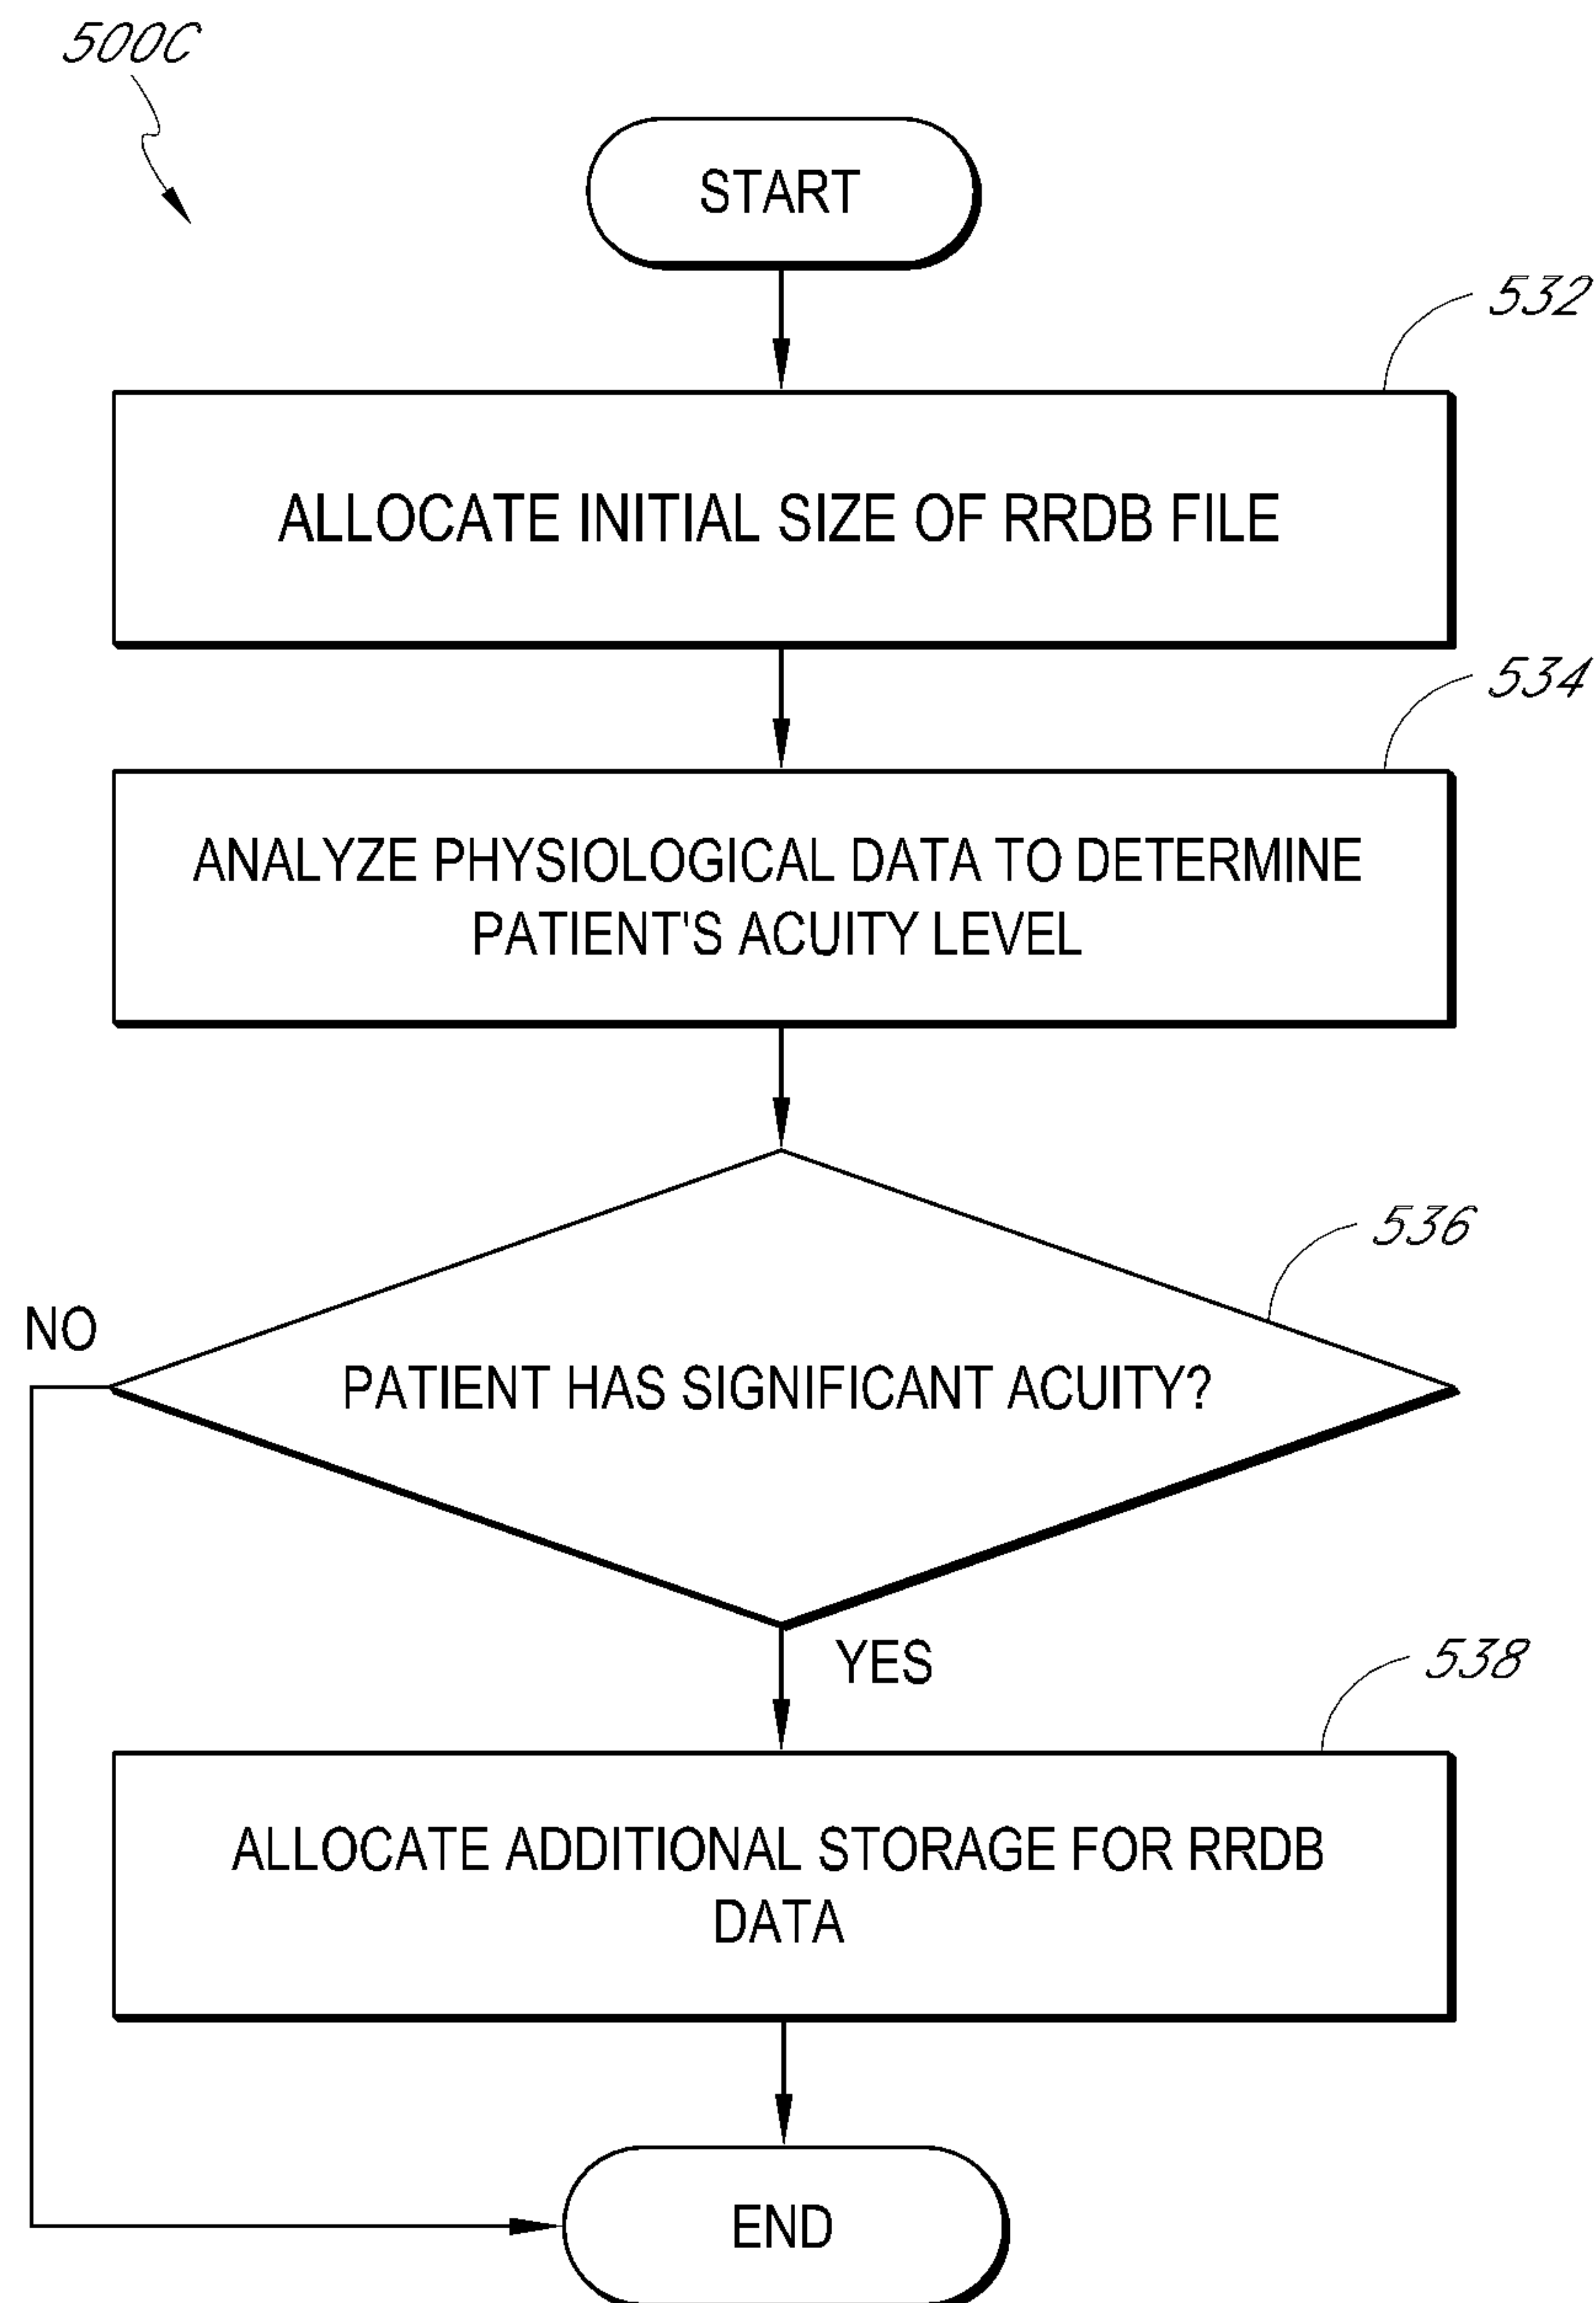 500C
START
532
ALLOCATE INITIAL SIZE OF RRDB FILE
534
ANALYZE PHYSIOLOGICAL DATA TO DETERMINE
PATIENT'S ACUITY LEVEL
536
NO
PATIENT HAS SIGNIFICANT ACUITY?
YES
538
ALLOCATE ADDITIONAL STORAGE FOR RRDB
DATA
END